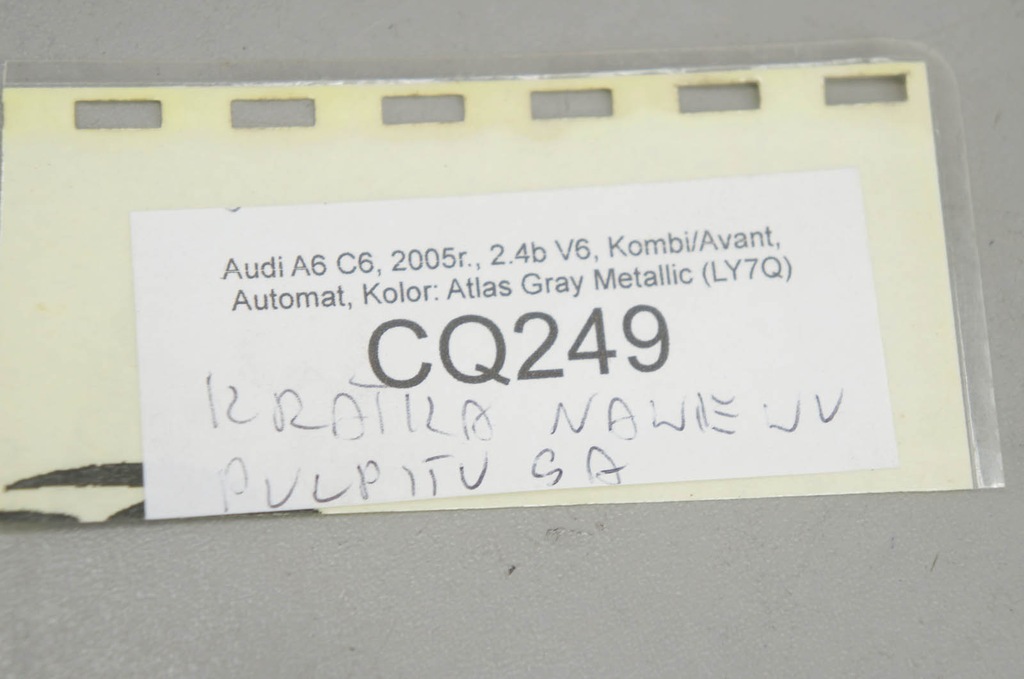 Audi A6 C6, 2005r., 2.4b V6, Kombi/Avant,
Automat, Kolor: Atlas Gray Metallic (LY7Q)
CQ249
KRATKA NAWIEWU
PULPITU SA